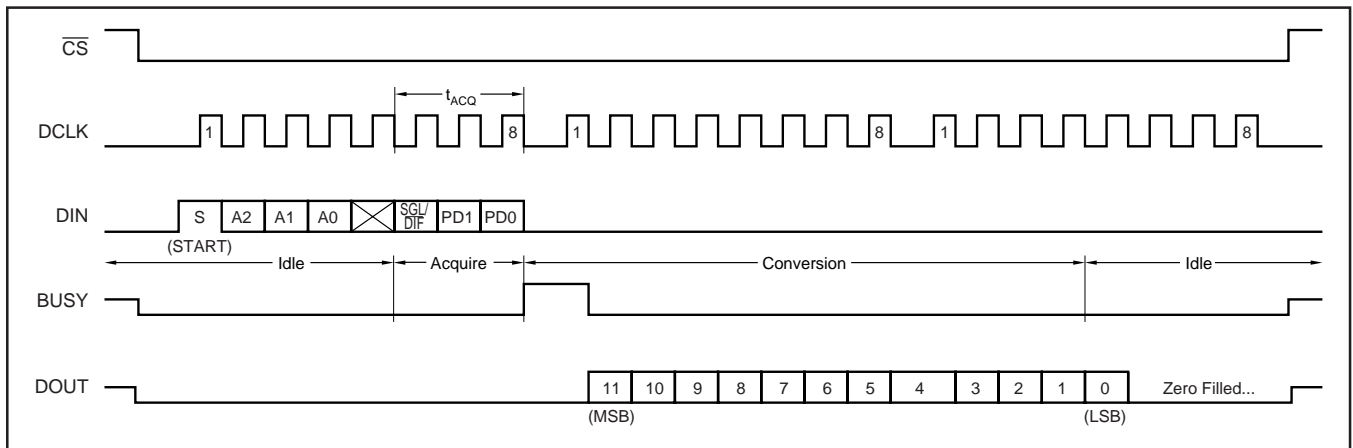 CS
tACQ
DCLK 1 8 1 8 1 8
DIN S A2 A1 A0 SGL/DIF PD1 PD0
(START)
Idle Acquire Conversion Idle
BUSY
DOUT 11 10 9 8 7 6 5 4 3 2 1 0 Zero Filled...
(MSB) (LSB)